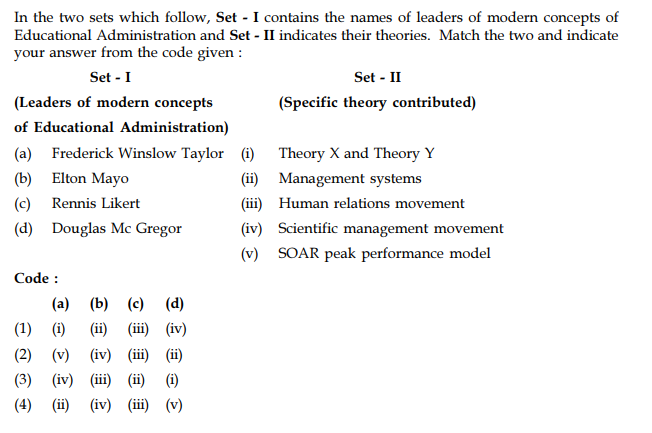 In the two sets which follow, Set - I contains the names of leaders of modern concepts of
Educational Administration and Set - II indicates their theories. Match the two and indicate
your answer from the code given :
Set - I Set - II
(Leaders of modern concepts (Specific theory contributed)
of Educational Administration)
(a) Frederick Winslow Taylor (i) Theory X and Theory Y
(b) Elton Mayo (ii) Management systems
(c) Rennis Likert (iii) Human relations movement
(d) Douglas Mc Gregor (iv) Scientific management movement
(v) SOAR peak performance model
Code :
(a) (b) (c) (d)
(1) (i) (ii) (iii) (iv)
(2) (v) (iv) (iii) (ii)
(3) (iv) (iii) (ii) (i)
(4) (ii) (iv) (iii) (v)